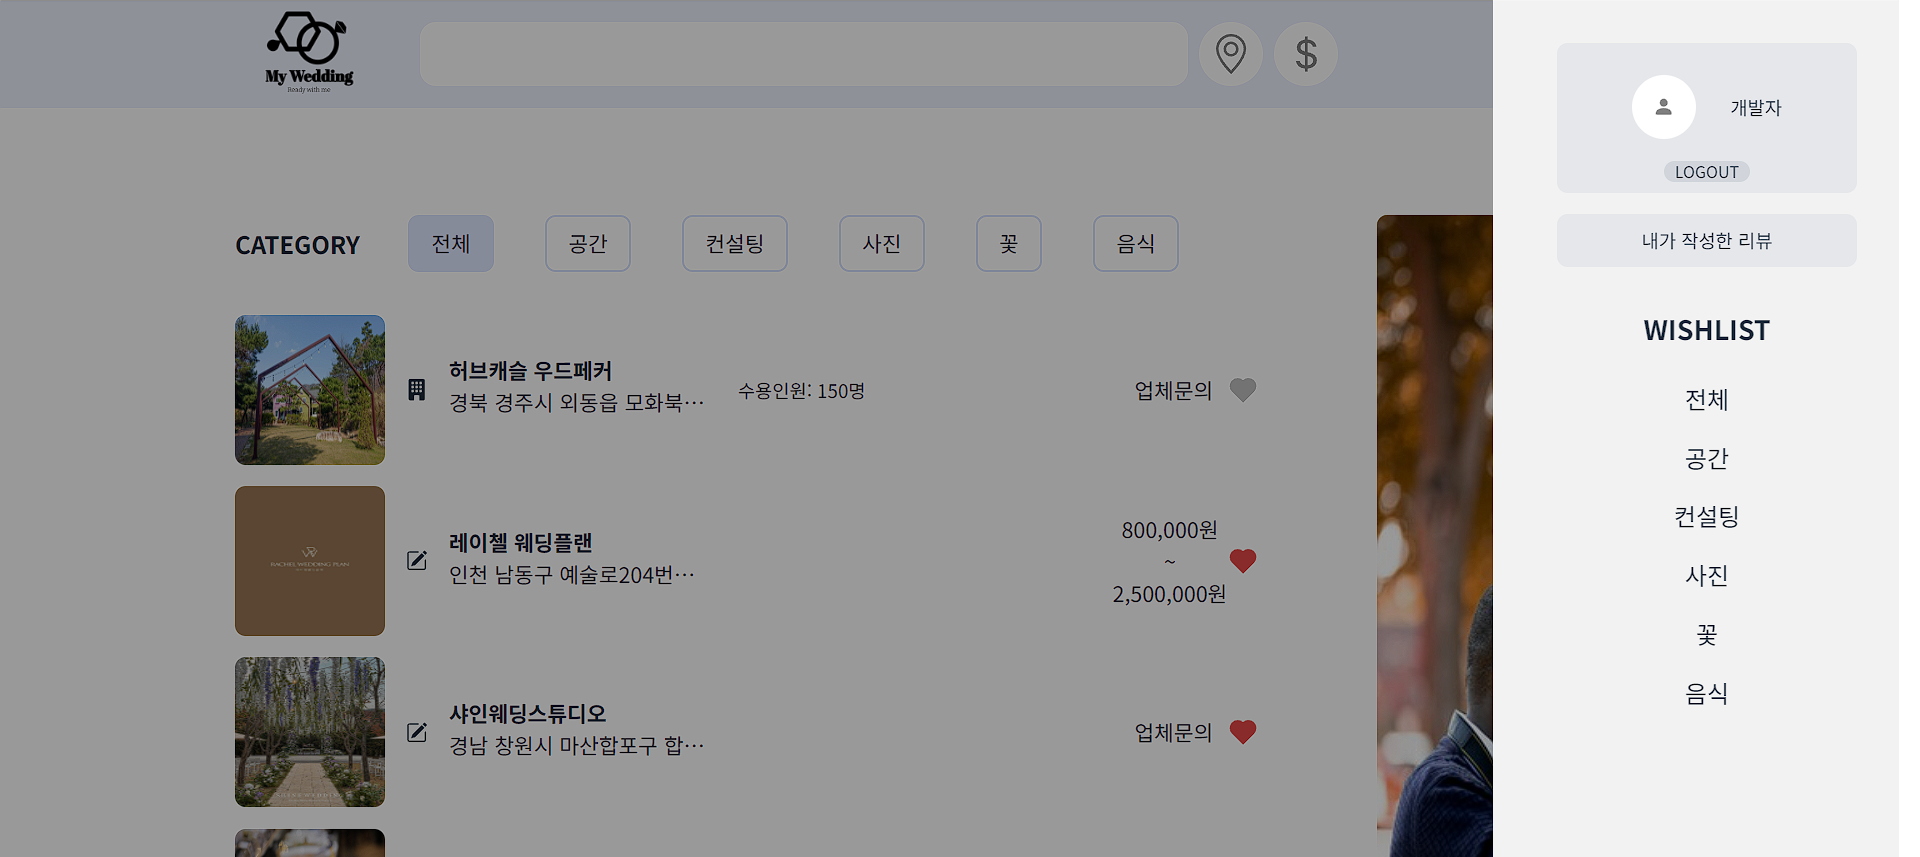 My Wedding
Ready with me
$
CATEGORY
전체
공간
컨설팅
사진
꽃
음식
허브캐슬 우드페커
경북 경주시 외동읍 모화북…
수용인원: 150명
업체문의
RACHEL WEDDING PLAN
레이첼 웨딩플랜
인천 남동구 예술로204번…
800,000원
~
2,500,000원
샤인웨딩스튜디오
경남 창원시 마산합포구 합…
업체문의
개발자
LOGOUT
내가 작성한 리뷰
WISHLIST
전체
공간
컨설팅
사진
꽃
음식